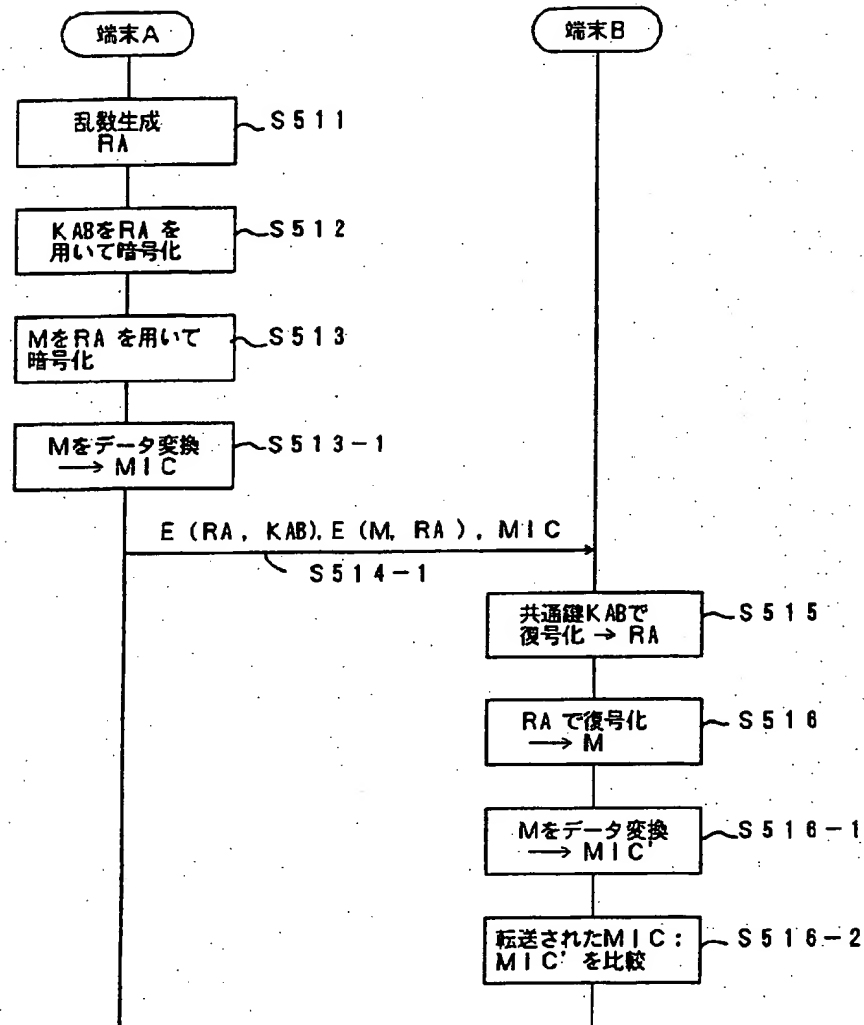 端末A
端末B
乱数生成
RA
S511
KABをRA を
用いて暗号化
S512
MをRA を用いて
暗号化
S513
Mをデータ変換
→ MIC
S513-1
E (RA, KAB), E (M, RA), MIC
S514-1
共通鍵KABで
復号化 → RA
S515
RA で復号化
→ M
S516
Mをデータ変換
→ MIC'
S516-1
転送されたMIC:
MIC' を比較
S516-2